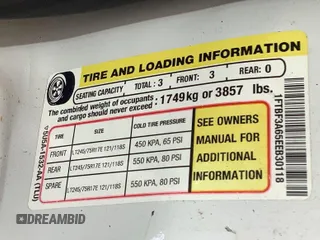 TIRE AND LOADING INFORMATION
SEATING CAPACITY TOTAL: 3 FRONT: 3 REAR: 0
The combined weight of occupants and cargo should never exceed : 1749kg or 3857 lbs.
TIRE SIZE COLD TIRE PRESSURE
FRONT LT245/75R17E 121/118S 450 KPA, 65 PSI
REAR LT245/75R17E 121/118S 550 KPA, 80 PSI
SPARE LT245/75R17E 121/118S 550 KPA, 80 PSI
SEE OWNERS
MANUAL FOR
ADDITIONAL
INFORMATION
1FTBF3A65EEB30118
DREAMBID